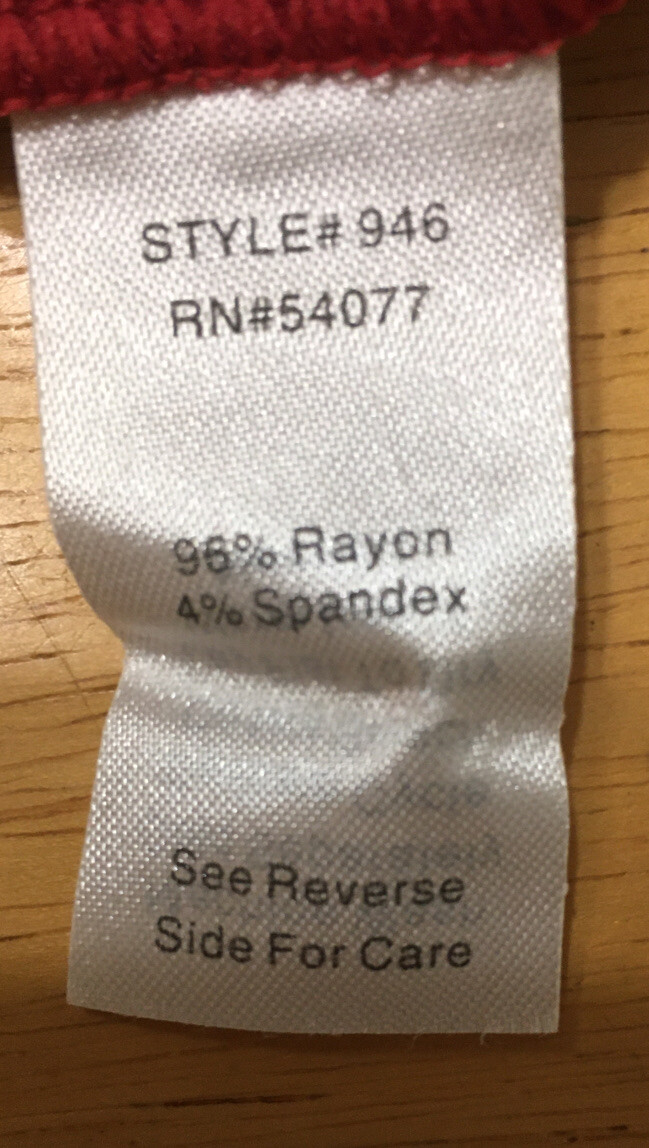 STYLE# 946
RN#54077
96% Rayon
4% Spandex
See Reverse
Side For Care